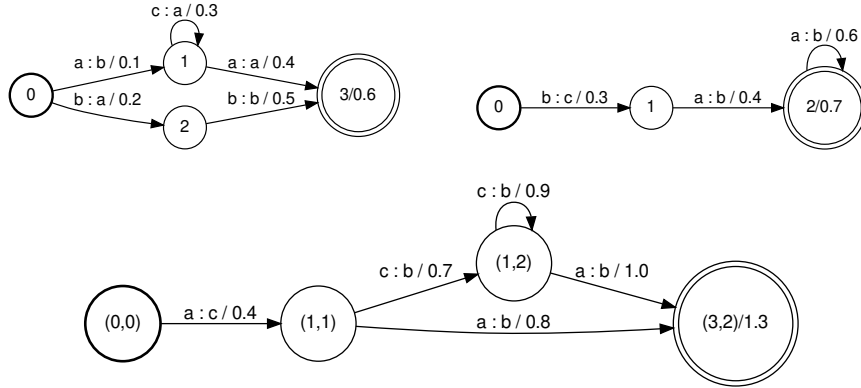 c : a / 0.3
a : b / 0.1
1
a : a / 0.4
0
3/0.6
b : a / 0.2
2
b : b / 0.5
a : b / 0.6
0
b : c / 0.3
1
a : b / 0.4
2/0.7
c : b / 0.9
(1,2)
c : b / 0.7
a : b / 1.0
(0,0)
a : c / 0.4
(1,1)
a : b / 0.8
(3,2)/1.3